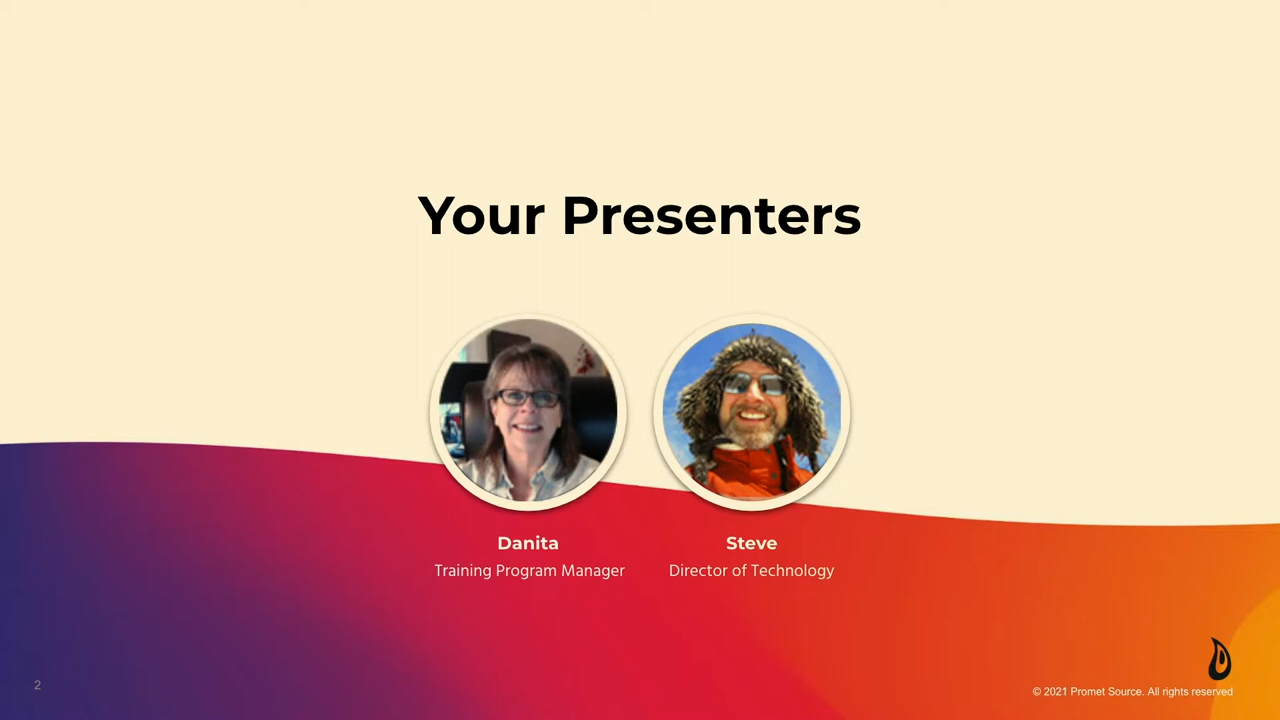 Your Presenters
Danita
Training Program Manager
Steve
Director of Technology
2
© 2021 Promet Source. All rights reserved